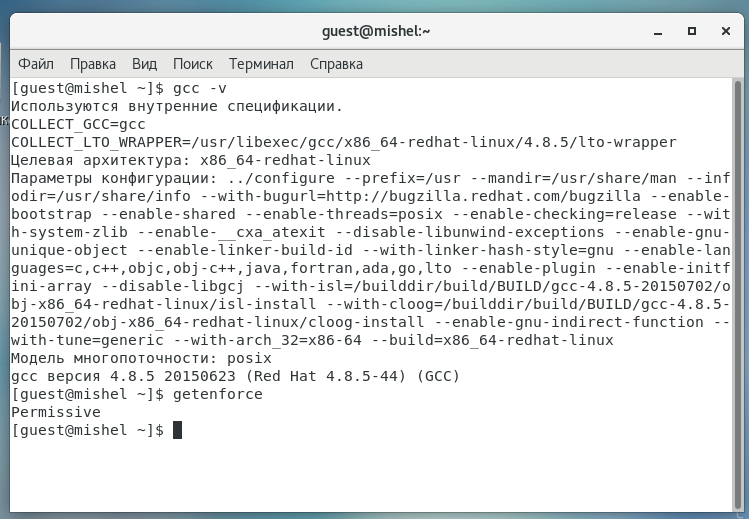 guest@mishel:~
Файл Правка Вид Поиск Терминал Справка
[guest@mishel ~]$ gcc -v
Используются внутренние спецификации.
COLLECT_GCC=gcc
COLLECT_LTO_WRAPPER=/usr/libexec/gcc/x86_64-redhat-linux/4.8.5/lto-wrapper
Целевая архитектура: x86_64-redhat-linux
Параметры конфигурации: ../configure --prefix=/usr --mandir=/usr/share/man --inf
odir=/usr/share/info --with-bugurl=http://bugzilla.redhat.com/bugzilla --enable-
bootstrap --enable-shared --enable-threads=posix --enable-checking=release --wit
h-system-zlib --enable-__cxa_atexit --disable-libunwind-exceptions --enable-gnu-
unique-object --enable-linker-build-id --with-linker-hash-style=gnu --enable-lan
guages=c,c++,objc,obj-c++,java,fortran,ada,go,lto --enable-plugin --enable-initf
ini-array --disable-libgcj --with-isl=/builddir/build/BUILD/gcc-4.8.5-20150702/o
bj-x86_64-redhat-linux/isl-install --with-cloog=/builddir/build/BUILD/gcc-4.8.5-
20150702/obj-x86_64-redhat-linux/cloog-install --enable-gnu-indirect-function --
with-tune=generic --with-arch_32=x86-64 --build=x86_64-redhat-linux
Модель многопоточности: posix
gcc версия 4.8.5 20150623 (Red Hat 4.8.5-44) (GCC)
[guest@mishel ~]$ getenforce
Permissive
[guest@mishel ~]$